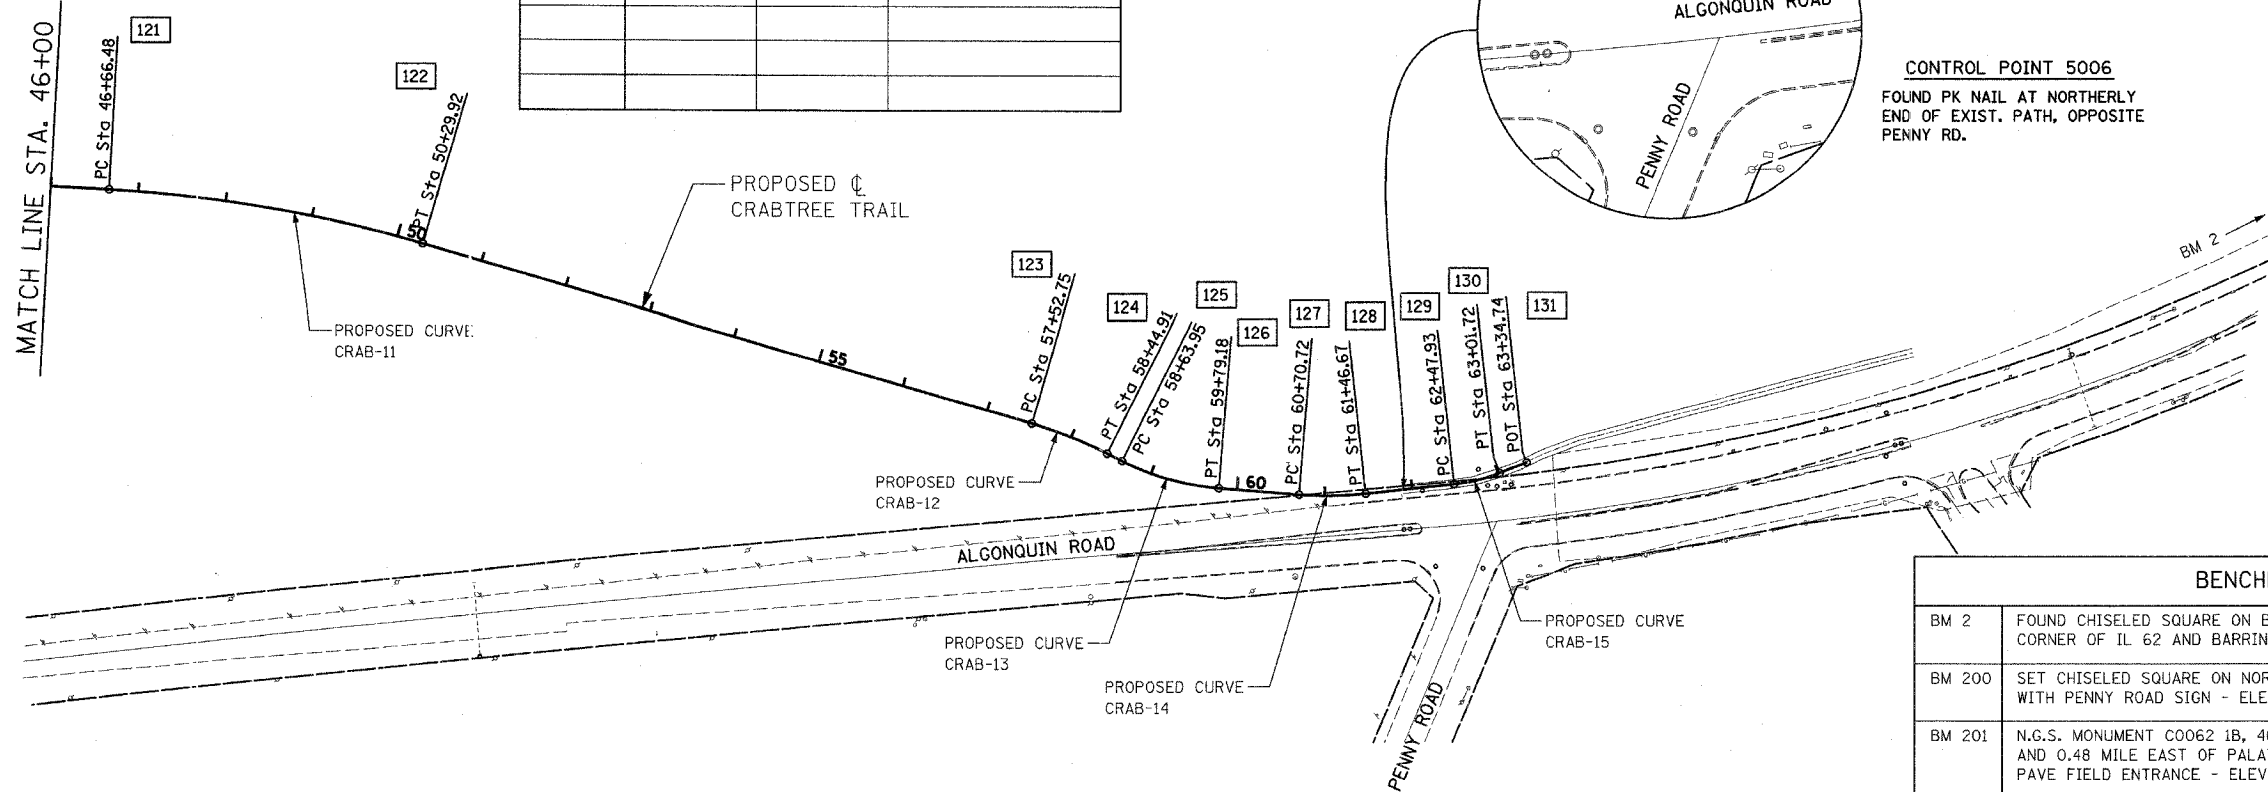 MATCH LINE STA. 46+00
121
PC Sta 46+66.48
122
PT Sta 50+29.92
50
PROPOSED CURVE
CRAB-11
PROPOSED ℄
CRABTREE TRAIL
55
123
PC Sta 57+52.75
124
PT Sta 58+44.91
125
PC Sta 58+63.95
126
PT Sta 59+79.18
60
127
PC Sta 60+70.72
128
PT Sta 61+46.67
129
PC Sta 62+47.93
130
PT Sta 63+01.72
131
POT Sta 63+34.74
ALGONQUIN ROAD
PENNY ROAD
CONTROL POINT 5006
FOUND PK NAIL AT NORTHERLY
END OF EXIST. PATH, OPPOSITE
PENNY RD.
BM 2
PROPOSED CURVE
CRAB-12
ALGONQUIN ROAD
PROPOSED CURVE
CRAB-13
PROPOSED CURVE
CRAB-14
PROPOSED CURVE
CRAB-15
PENNY ROAD
BENCH
BM 2 FOUND CHISELED SQUARE ON
CORNER OF IL 62 AND BARRIN
BM 200 SET CHISELED SQUARE ON NOR
WITH PENNY ROAD SIGN - ELE
BM 201 N.G.S. MONUMENT COO62 1B,
AND 0.48 MILE EAST OF PALA
PAVE FIELD ENTRANCE - ELEV